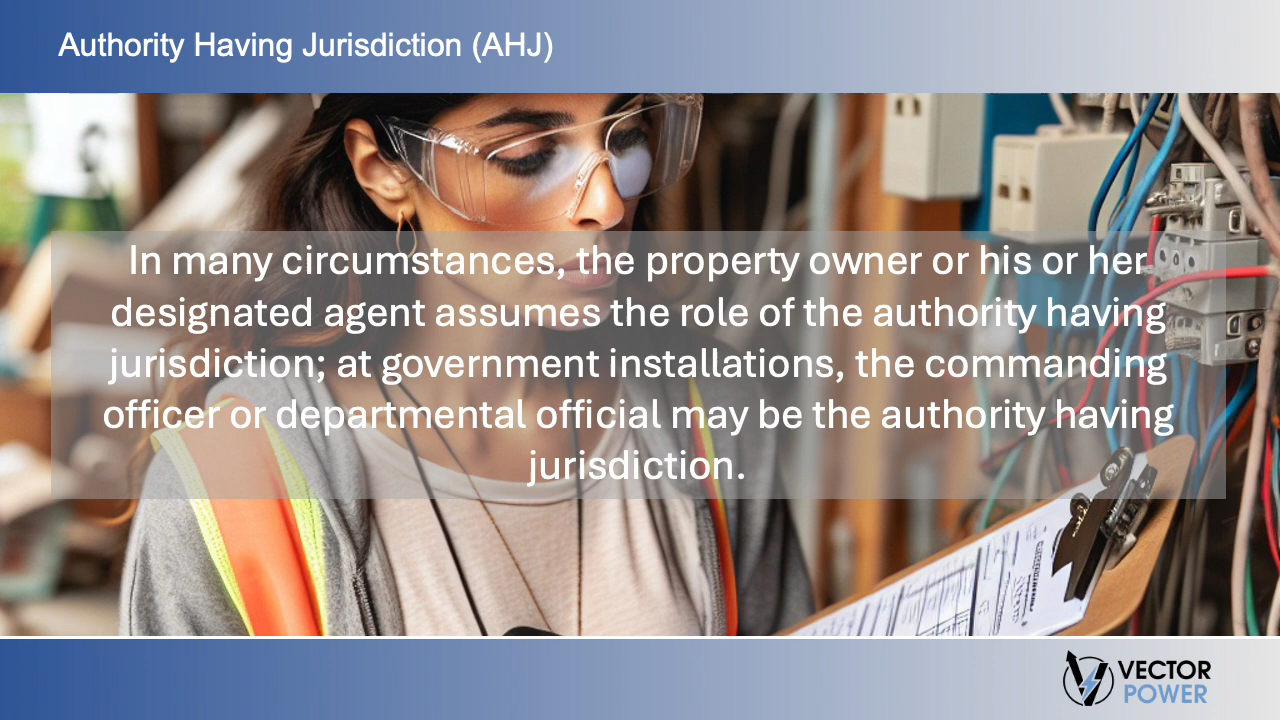 Authority Having Jurisdiction (AHJ)
In many circumstances, the property owner or his or her
designated agent assumes the role of the authority having
jurisdiction; at government installations, the commanding
officer or departmental official may be the authority having
jurisdiction.
VECTOR
POWER